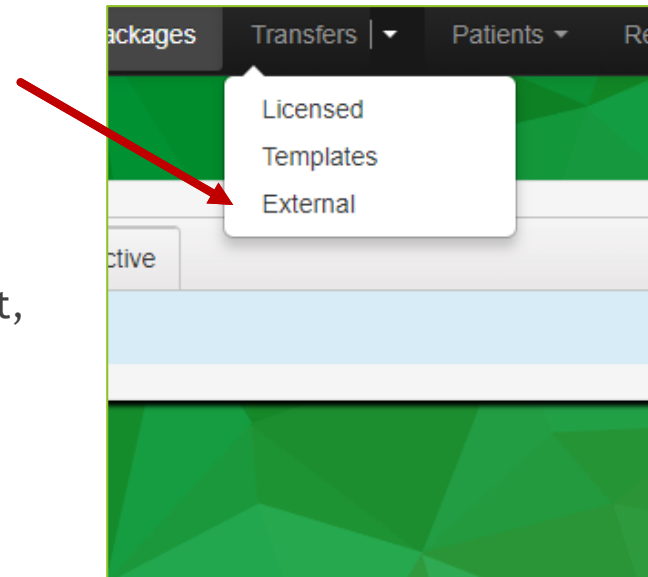 ackages Transfers Patients Re
Licensed
Templates
External
ctive
t,